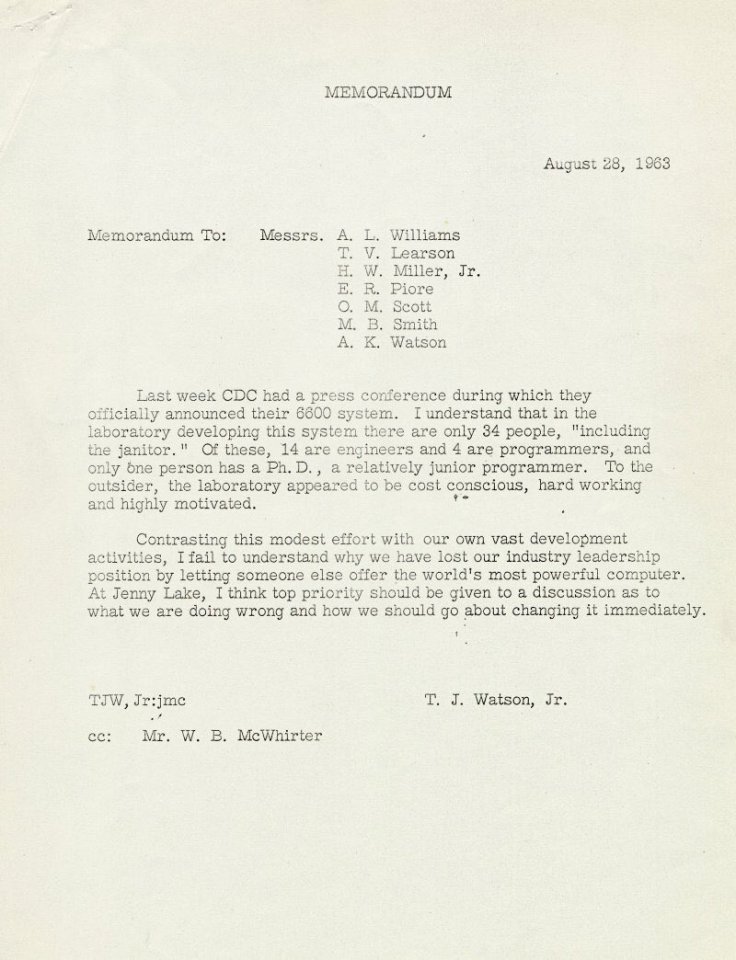 MEMORANDUM
August 28, 1963
Memorandum To: Messrs. A. L. Williams
T. V. Learson
H. W. Miller, Jr.
E. R. Piore
O. M. Scott
M. B. Smith
A. K. Watson
Last week CDC had a press conference during which they
officially announced their 6600 system. I understand that in the
laboratory developing this system there are only 34 people, "including
the janitor." Of these, 14 are engineers and 4 are programmers, and
only one person has a Ph. D., a relatively junior programmer. To the
outsider, the laboratory appeared to be cost conscious, hard working
and highly motivated.
Contrasting this modest effort with our own vast development
activities, I fail to understand why we have lost our industry leadership
position by letting someone else offer the world's most powerful computer.
At Jenny Lake, I think top priority should be given to a discussion as to
what we are doing wrong and how we should go about changing it immediately.
TJW, Jr:jmc T. J. Watson, Jr.
cc: Mr. W. B. McWhirter